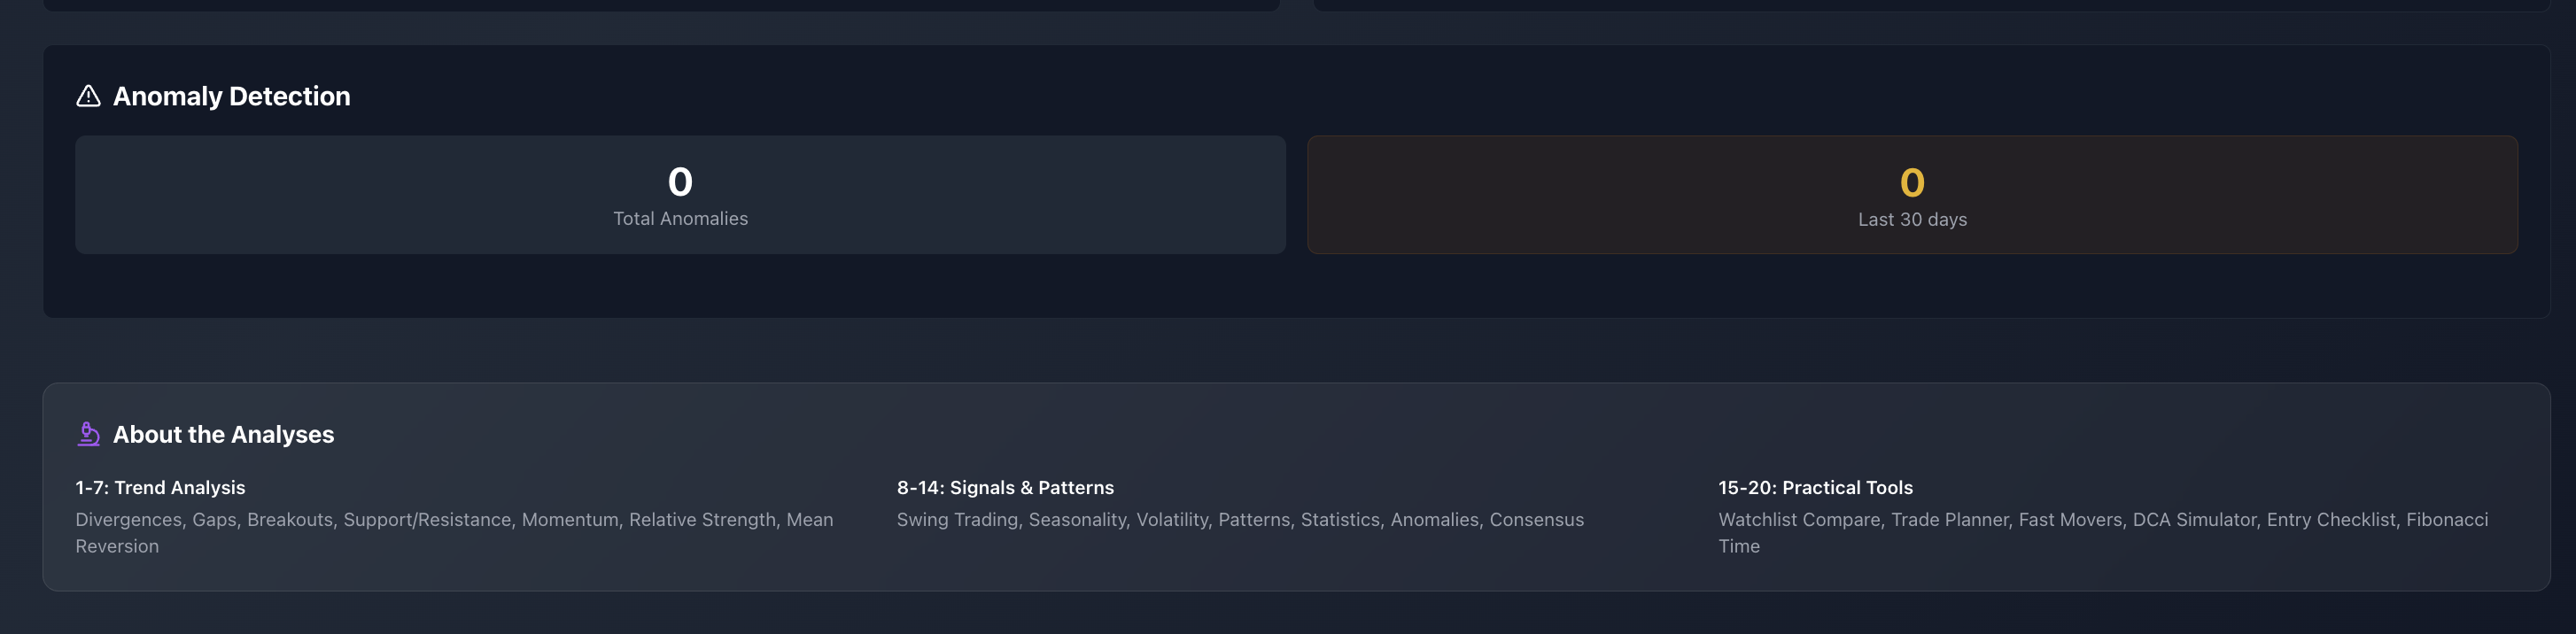 Anomaly Detection
0
Total Anomalies
0
Last 30 days
About the Analyses
1-7: Trend Analysis
Divergences, Gaps, Breakouts, Support/Resistance, Momentum, Relative Strength, Mean
Reversion
8-14: Signals & Patterns
Swing Trading, Seasonality, Volatility, Patterns, Statistics, Anomalies, Consensus
15-20: Practical Tools
Watchlist Compare, Trade Planner, Fast Movers, DCA Simulator, Entry Checklist, Fibonacci
Time